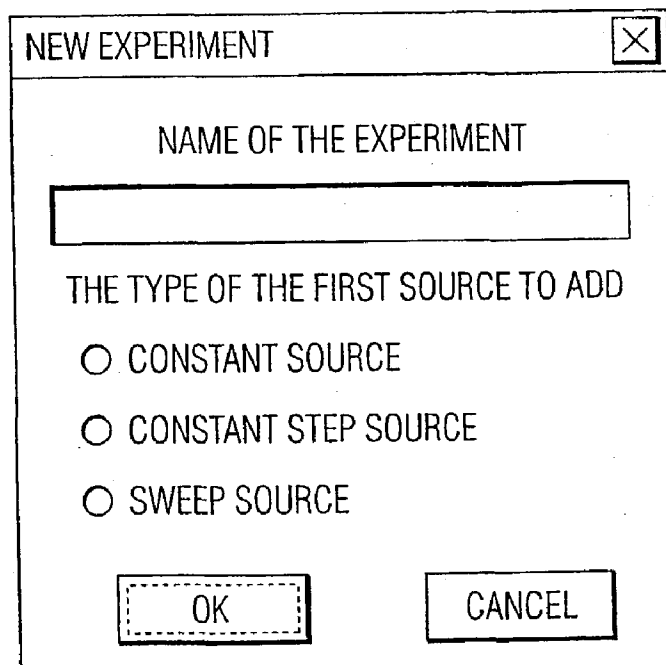 NEW EXPERIMENT
NAME OF THE EXPERIMENT
THE TYPE OF THE FIRST SOURCE TO ADD
CONSTANT SOURCE
CONSTANT STEP SOURCE
SWEEP SOURCE
OK CANCEL